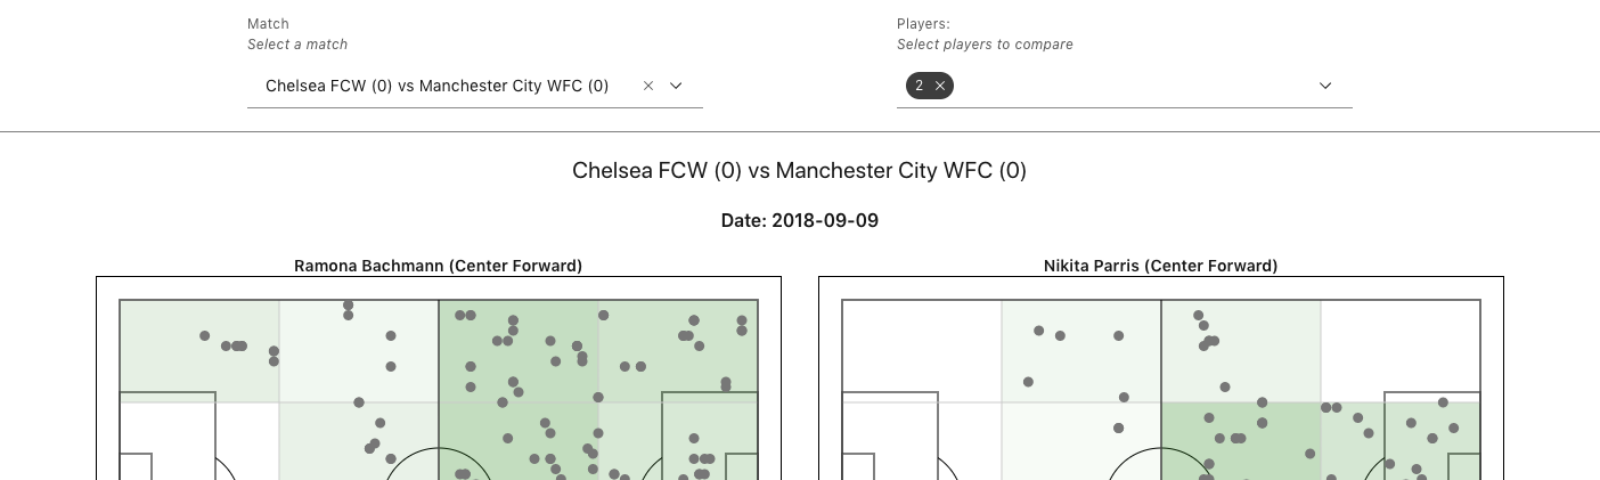 Match
Select a match
Chelsea FCW (0) vs Manchester City WFC (0)
Players:
Select players to compare
2
Chelsea FCW (0) vs Manchester City WFC (0)
Date: 2018-09-09
Ramona Bachmann (Center Forward)
Nikita Parris (Center Forward)